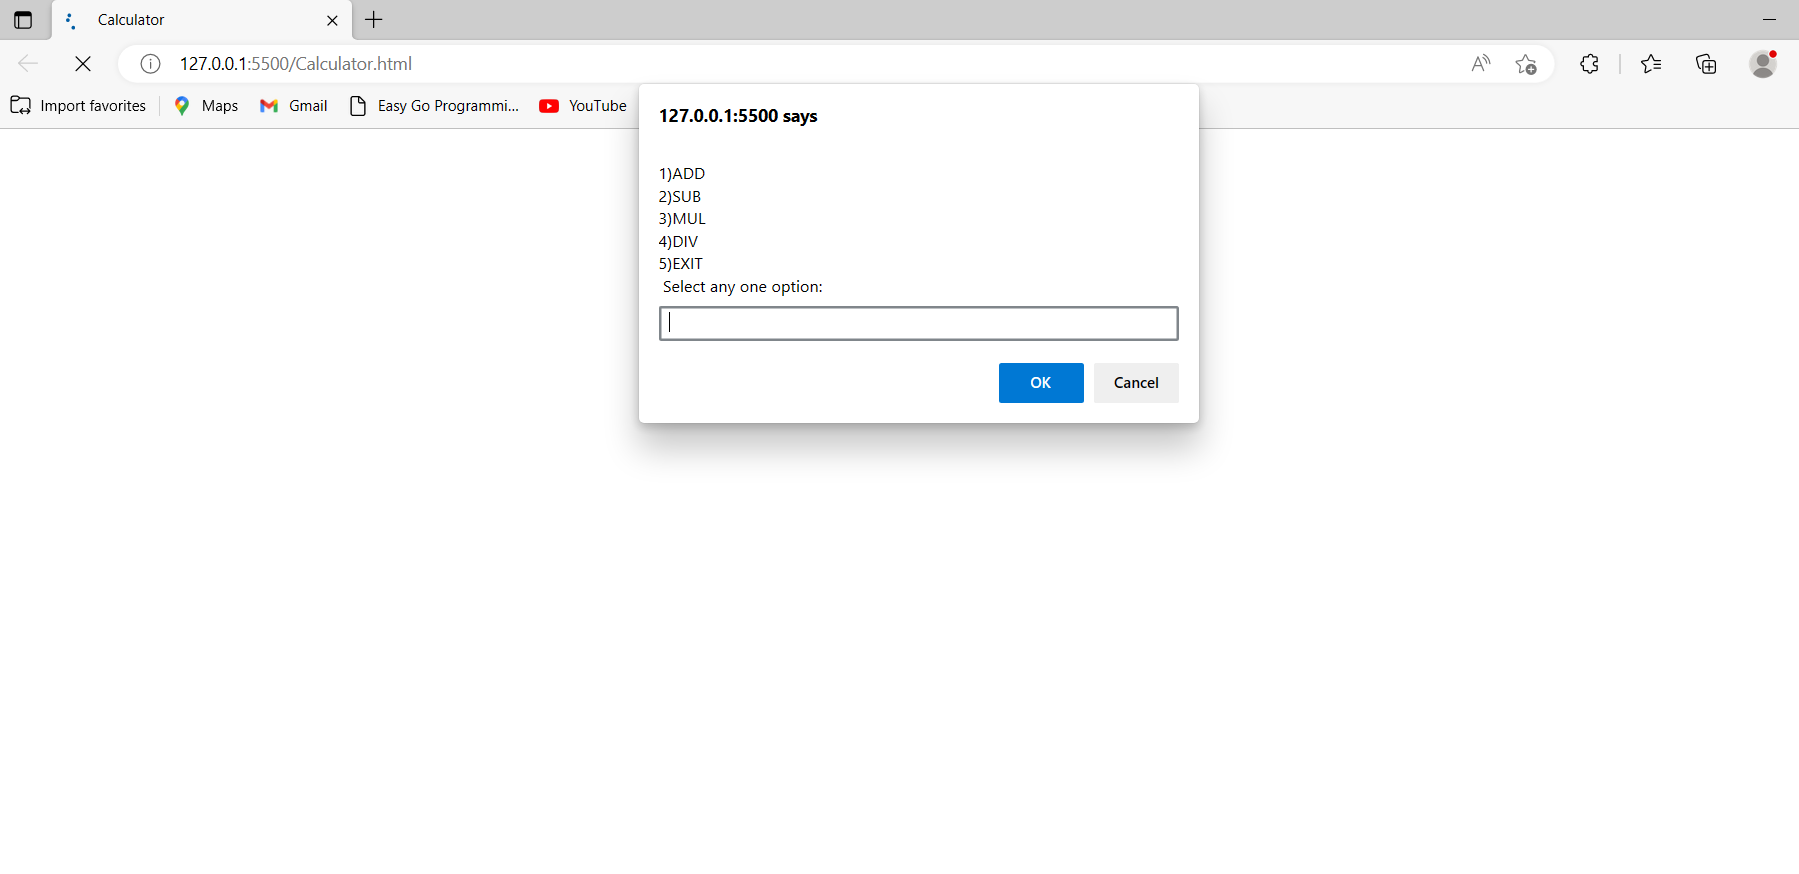 Calculator
127.0.0.1:5500/Calculator.html
Import favorites
Maps
Gmail
Easy Go Programmi...
YouTube
127.0.0.1:5500 says
1)ADD
2)SUB
3)MUL
4)DIV
5)EXIT
Select any one option:
OK
Cancel